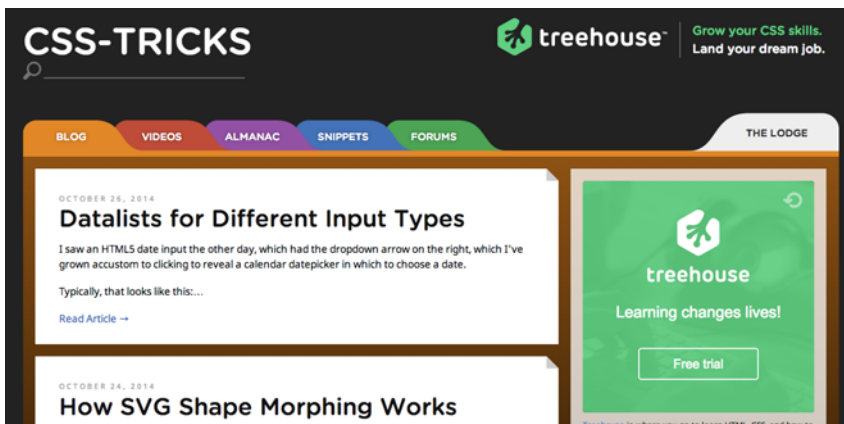 CSS-TRICKS
treehouse™
Grow your CSS skills.
Land your dream job.
BLOG
VIDEOS
ALMANAC
SNIPPETS
FORUMS
THE LODGE
OCTOBER 26, 2014
Datalists for Different Input Types
I saw an HTML5 date input the other day, which had the dropdown arrow on the right, which I've
grown accustom to clicking to reveal a calendar datepicker in which to choose a date.
Typically, that looks like this:…
Read Article →
OCTOBER 24, 2014
How SVG Shape Morphing Works
treehouse
Learning changes lives!
Free trial